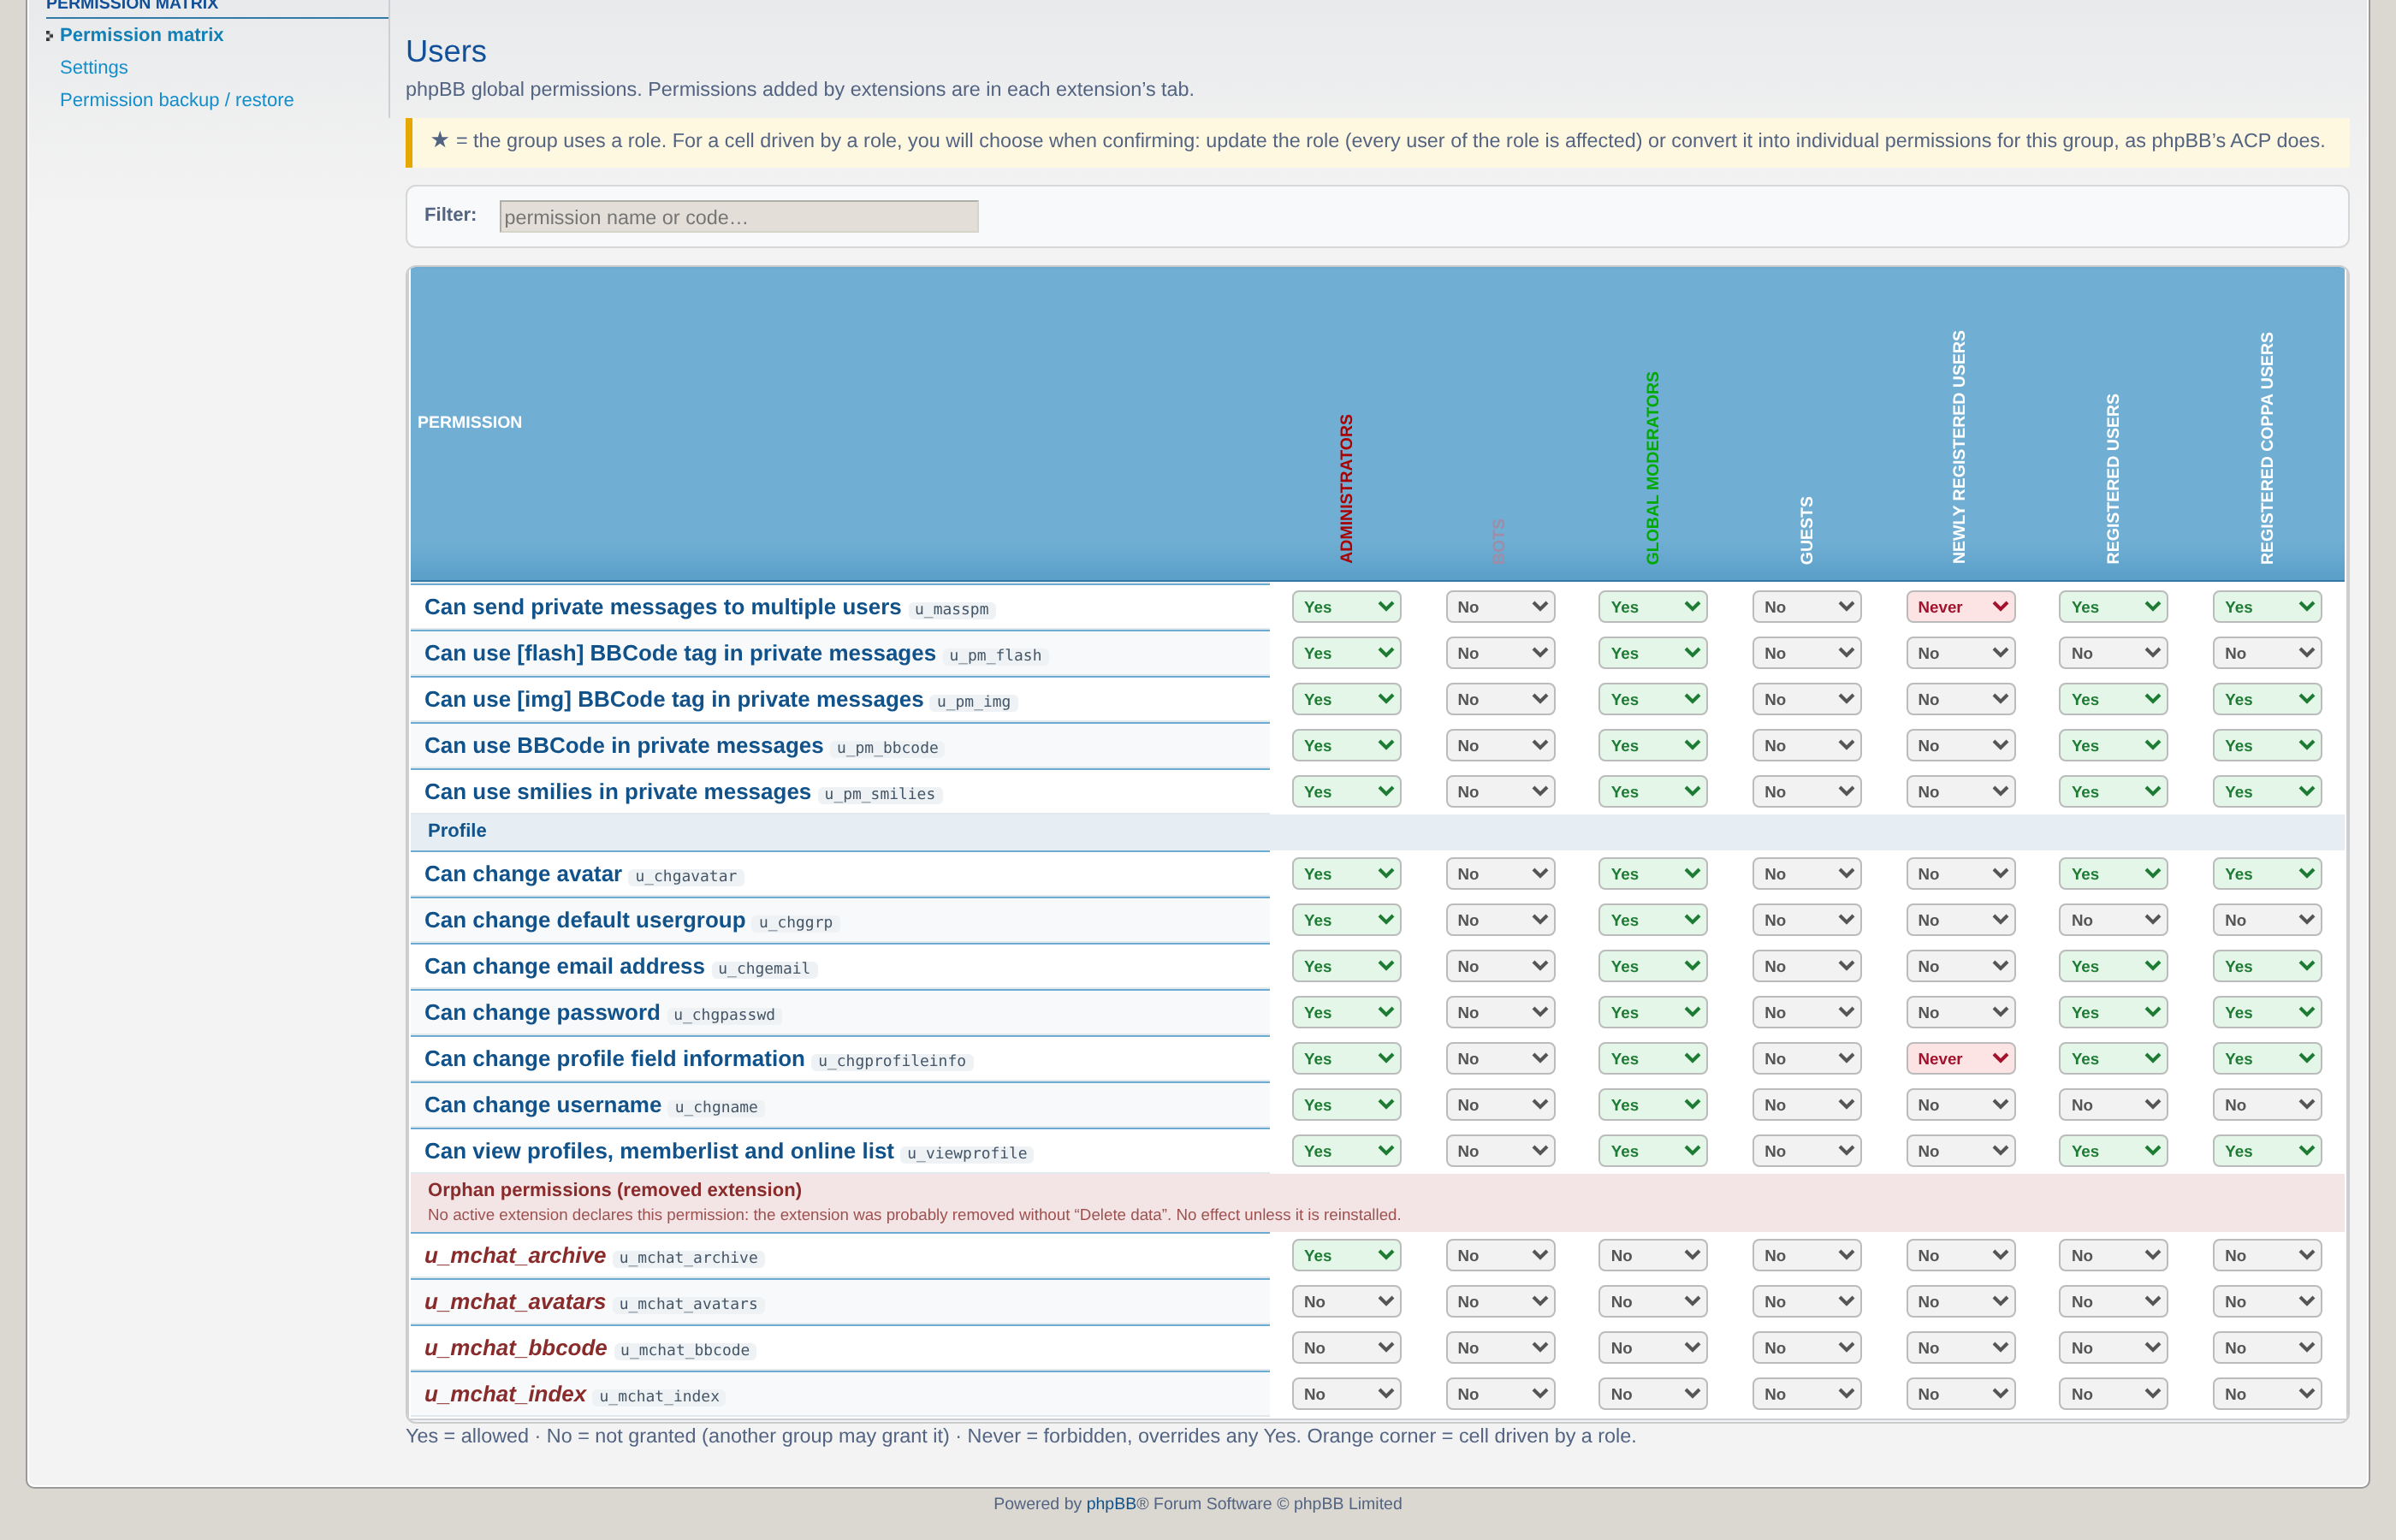 PERMISSION MATRIX
Permission matrix
Settings
Permission backup / restore
Users
phpBB global permissions. Permissions added by extensions are in each extension’s tab.
★ = the group uses a role. For a cell driven by a role, you will choose when confirming: update the role (every user of the role is affected) or convert it into individual permissions for this group, as phpBB’s ACP does.
Filter: permission name or code…
PERMISSION ADMINISTRATORS BOTS GLOBAL MODERATORS GUESTS NEWLY REGISTERED USERS REGISTERED USERS REGISTERED COPPA USERS
Can send private messages to multiple users u_masspm Yes No Yes No Never Yes Yes
Can use [flash] BBCode tag in private messages u_pm_flash Yes No Yes No No No No
Can use [img] BBCode tag in private messages u_pm_img Yes No Yes No No Yes Yes
Can use BBCode in private messages u_pm_bbcode Yes No Yes No No Yes Yes
Can use smilies in private messages u_pm_smilies Yes No Yes No No Yes Yes
Profile
Can change avatar u_chgavatar Yes No Yes No No Yes Yes
Can change default usergroup u_chggrp Yes No Yes No No No No
Can change email address u_chgemail Yes No Yes No No Yes Yes
Can change password u_chgpasswd Yes No Yes No No Yes Yes
Can change profile field information u_chgprofileinfo Yes No Yes No Never Yes Yes
Can change username u_chgname Yes No Yes No No No No
Can view profiles, memberlist and online list u_viewprofile Yes No Yes No No Yes Yes
Orphan permissions (removed extension)
No active extension declares this permission: the extension was probably removed without “Delete data”. No effect unless it is reinstalled.
u_mchat_archive u_mchat_archive Yes No No No No No No
u_mchat_avatars u_mchat_avatars No No No No No No No
u_mchat_bbcode u_mchat_bbcode No No No No No No No
u_mchat_index u_mchat_index No No No No No No No
Yes = allowed · No = not granted (another group may grant it) · Never = forbidden, overrides any Yes. Orange corner = cell driven by a role.
Powered by phpBB® Forum Software © phpBB Limited